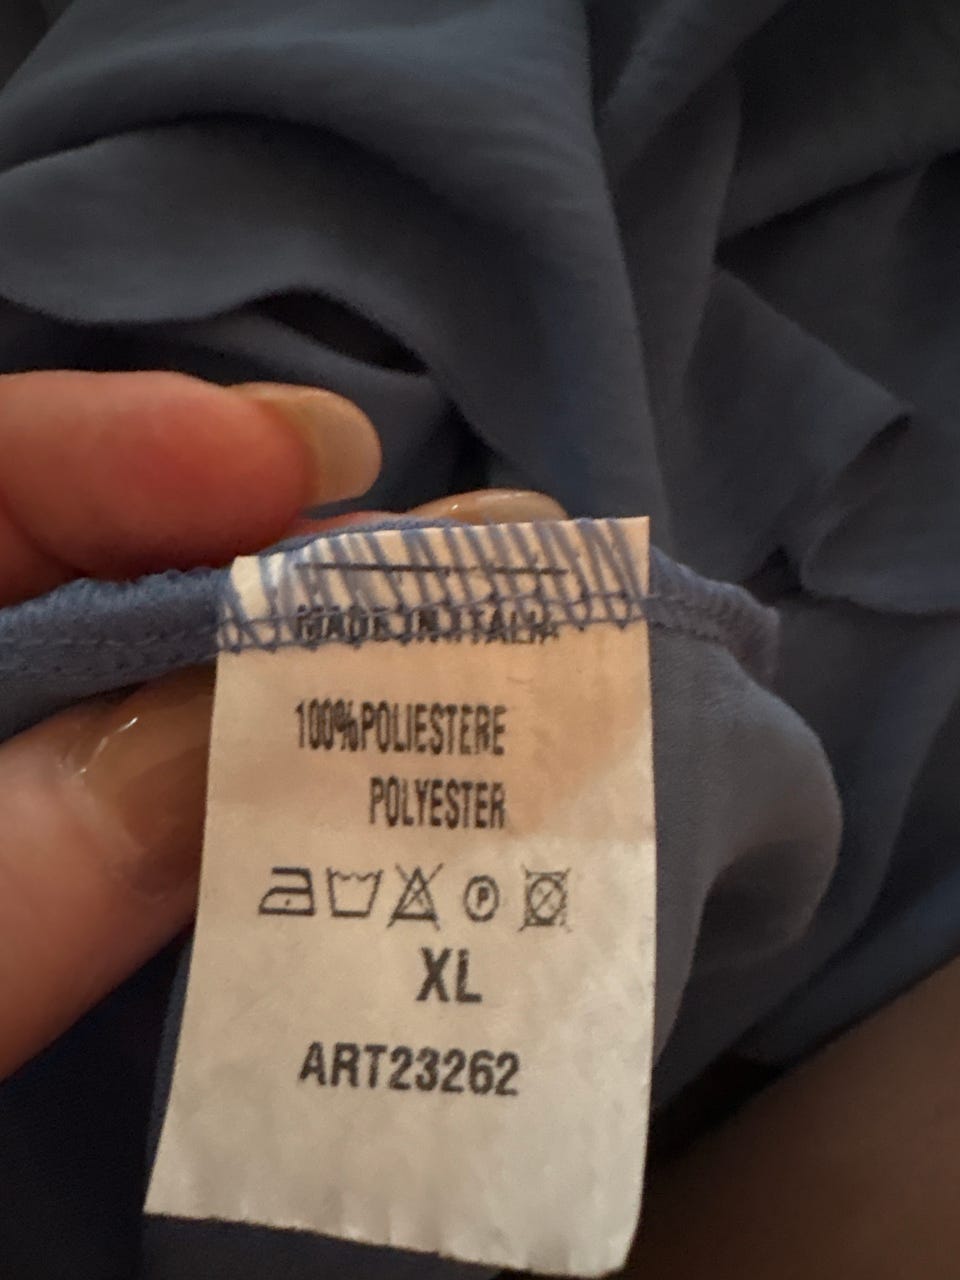 MADE IN ITALIA
100%POLIESTERE
POLYESTER
P
XL
ART23262